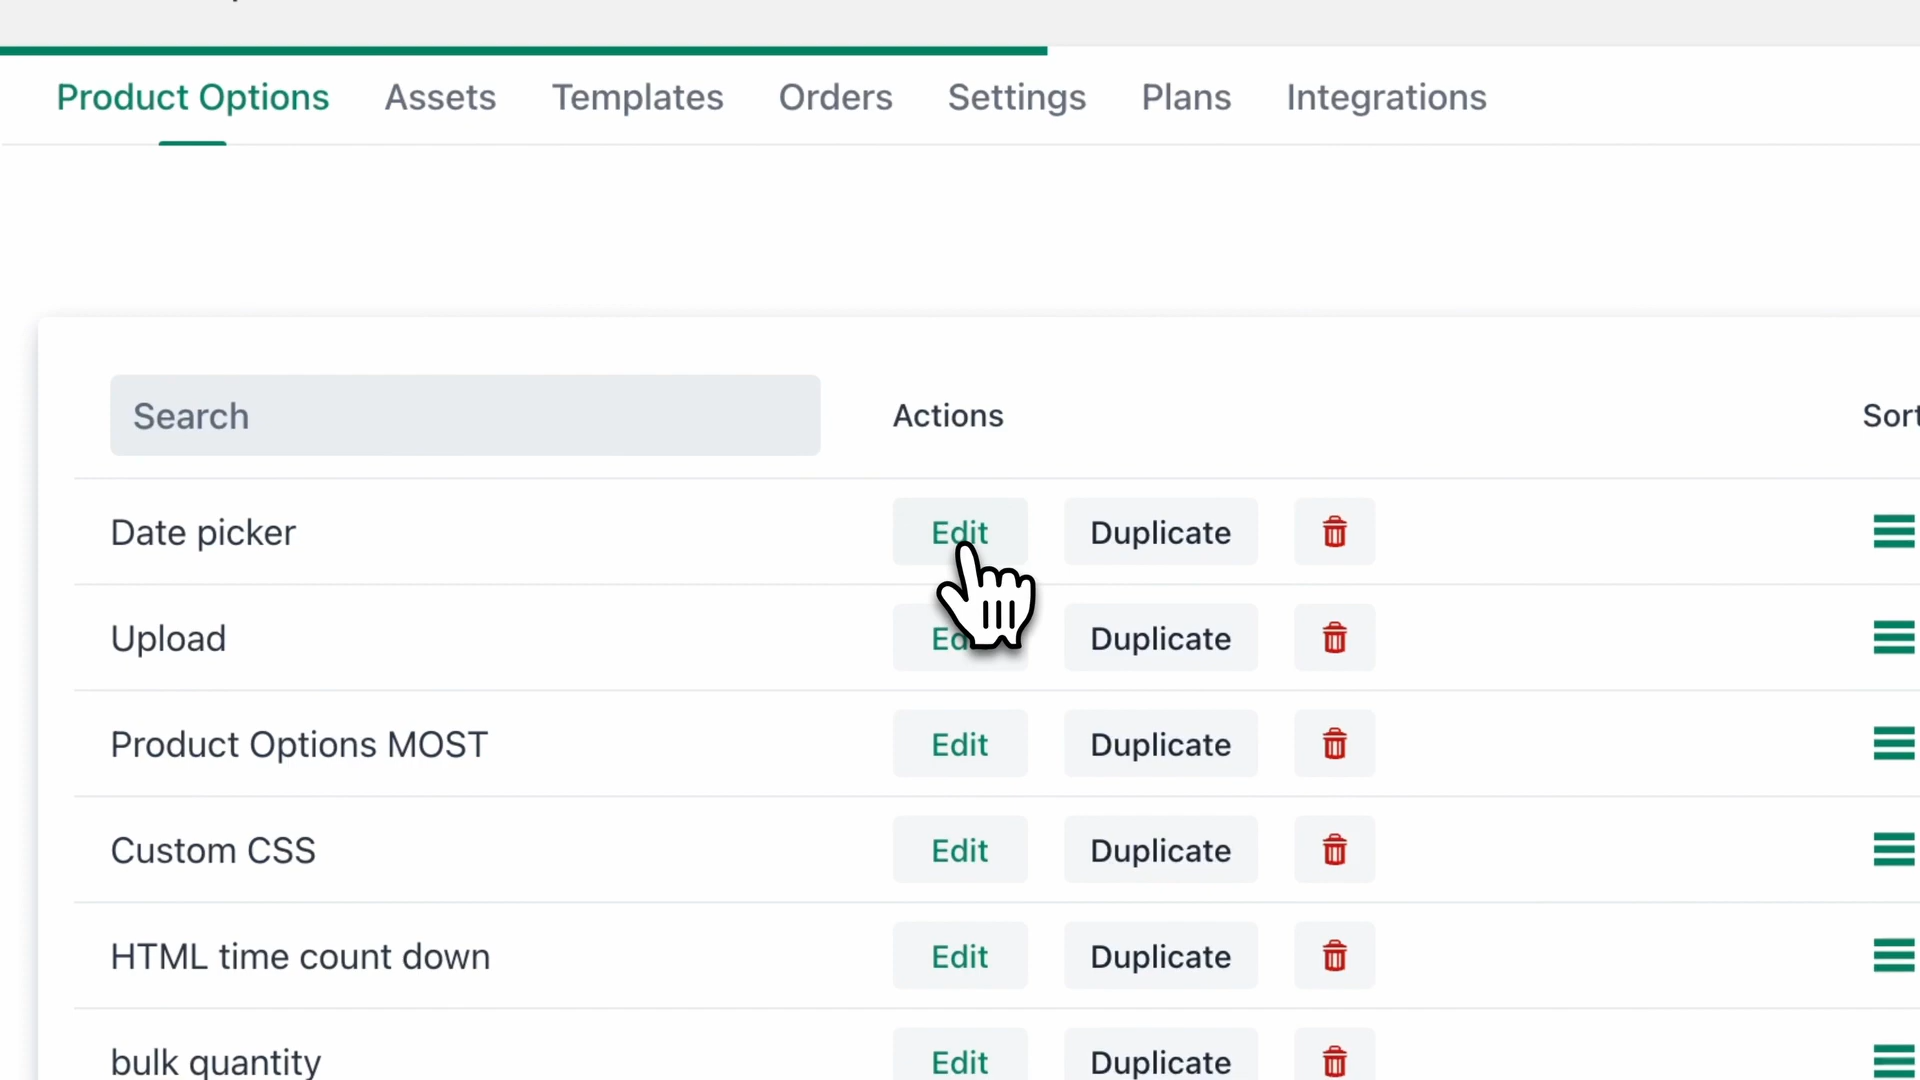 Product Options Assets Templates Orders Settings Plans Integrations
Search Actions Sort
Date picker Edit Duplicate
Upload Duplicate
Product Options MOST Edit Duplicate
Custom CSS Edit Duplicate
HTML time count down Edit Duplicate
bulk quantity Edit Duplicate